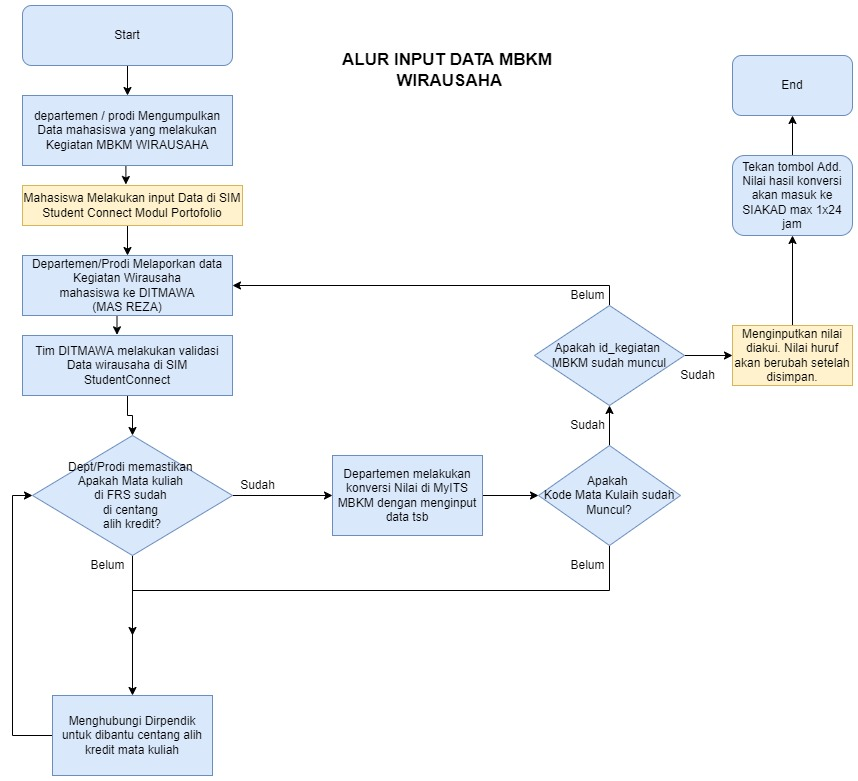 Start
ALUR INPUT DATA MBKM
WIRAUSAHA
departemen / prodi Mengumpulkan
Data mahasiswa yang melakukan
Kegiatan MBKM WIRAUSAHA
Mahasiswa Melakukan input Data di SIM
Student Connect Modul Portofolio
Departemen/Prodi Melaporkan data
Kegiatan Wirausaha
mahasiswa ke DITMAWA
(MAS REZA)
Tim DITMAWA melakukan validasi
Data wirausaha di SIM
StudentConnect
Dept/Prodi memastikan
Apakah Mata kuliah
di FRS sudah
di centang
alih kredit?
Sudah
Belum
Menghubungi Dirpendik
untuk dibantu centang alih
kredit mata kuliah
Departemen melakukan
konversi Nilai di MyITS
MBKM dengan menginput
data tsb
Apakah
Kode Mata Kulaih sudah
Muncul?
Belum
Sudah
Apakah id_kegiatan
MBKM sudah muncul
Belum
Sudah
Menginputkan nilai
diakui. Nilai huruf
akan berubah setelah
disimpan.
Tekan tombol Add.
Nilai hasil konversi
akan masuk ke
SIAKAD max 1x24
jam
End